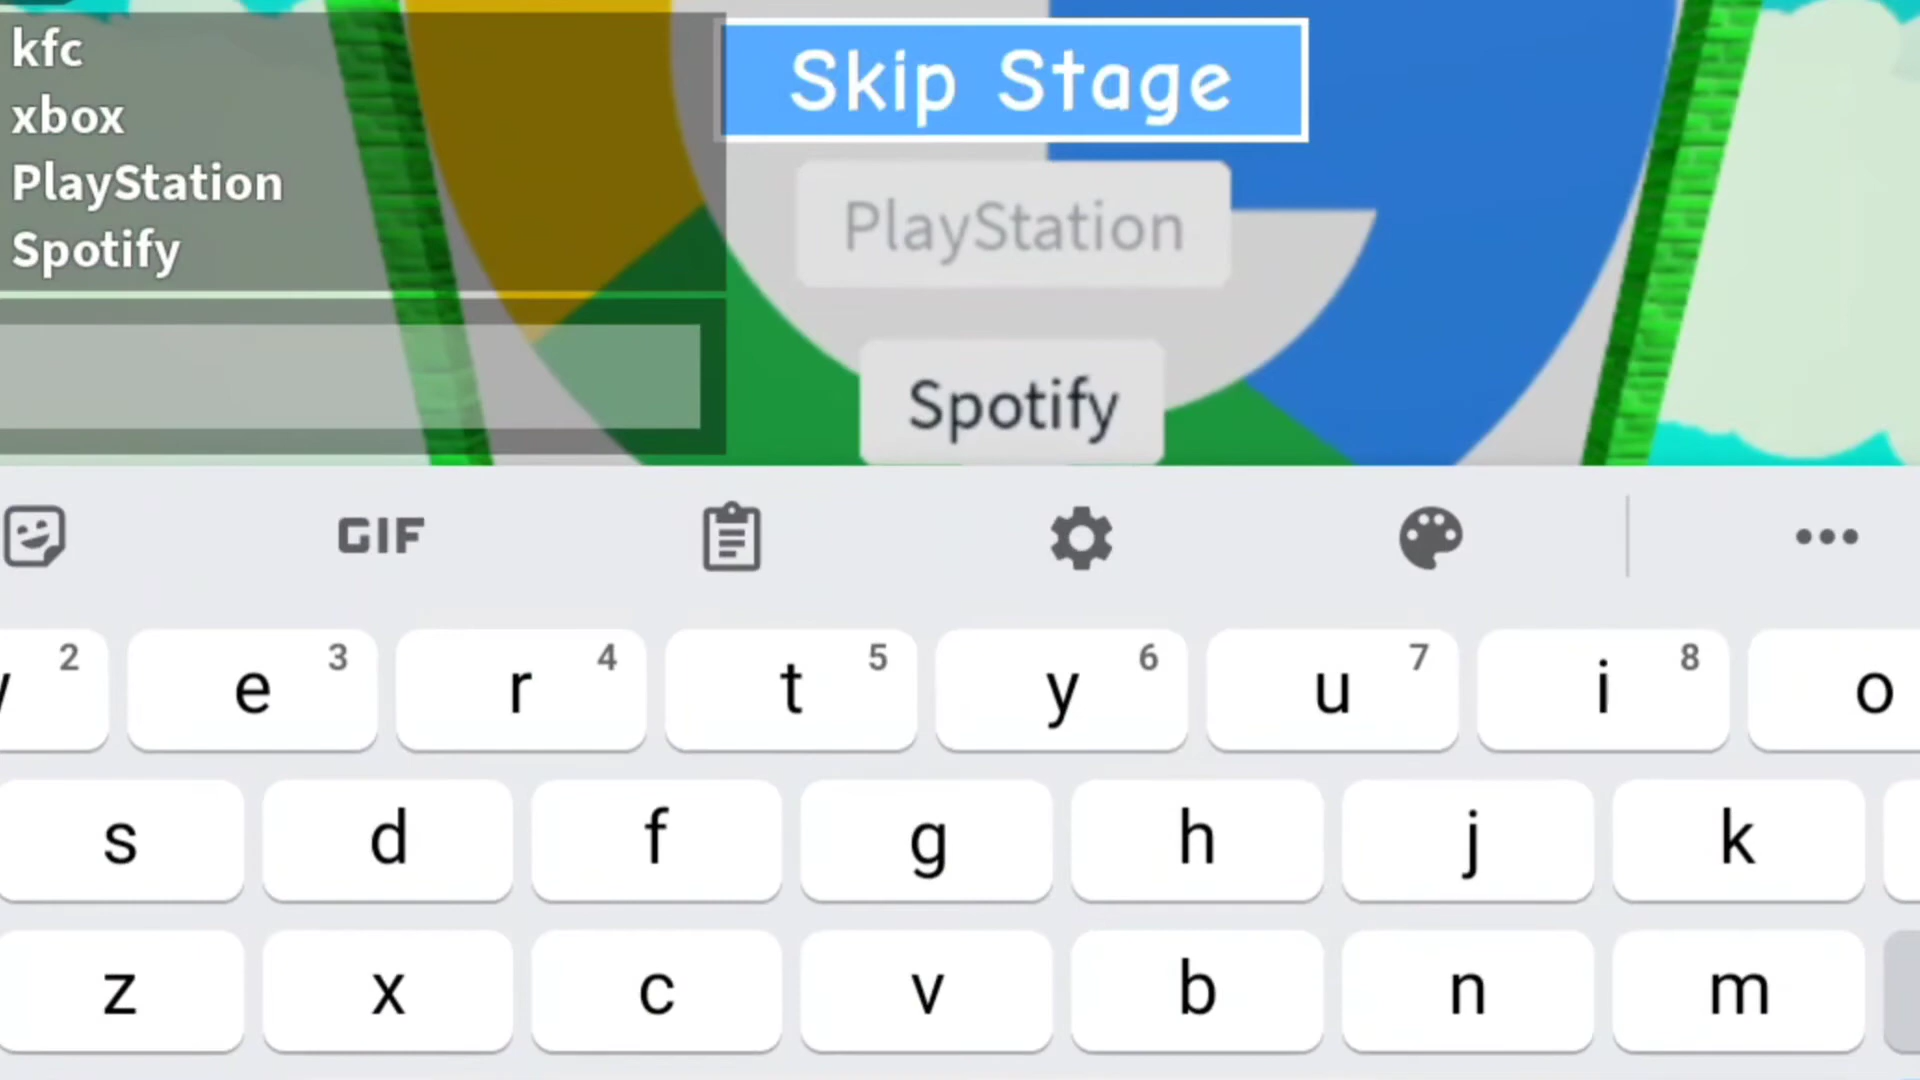 kfc
xbox
PlayStation
Spotify
Skip Stage
PlayStation
Spotify
GIF
2 e 3 r 4 t 5 y 6 u 7 i 8 o
s d f g h j k
z x c v b n m